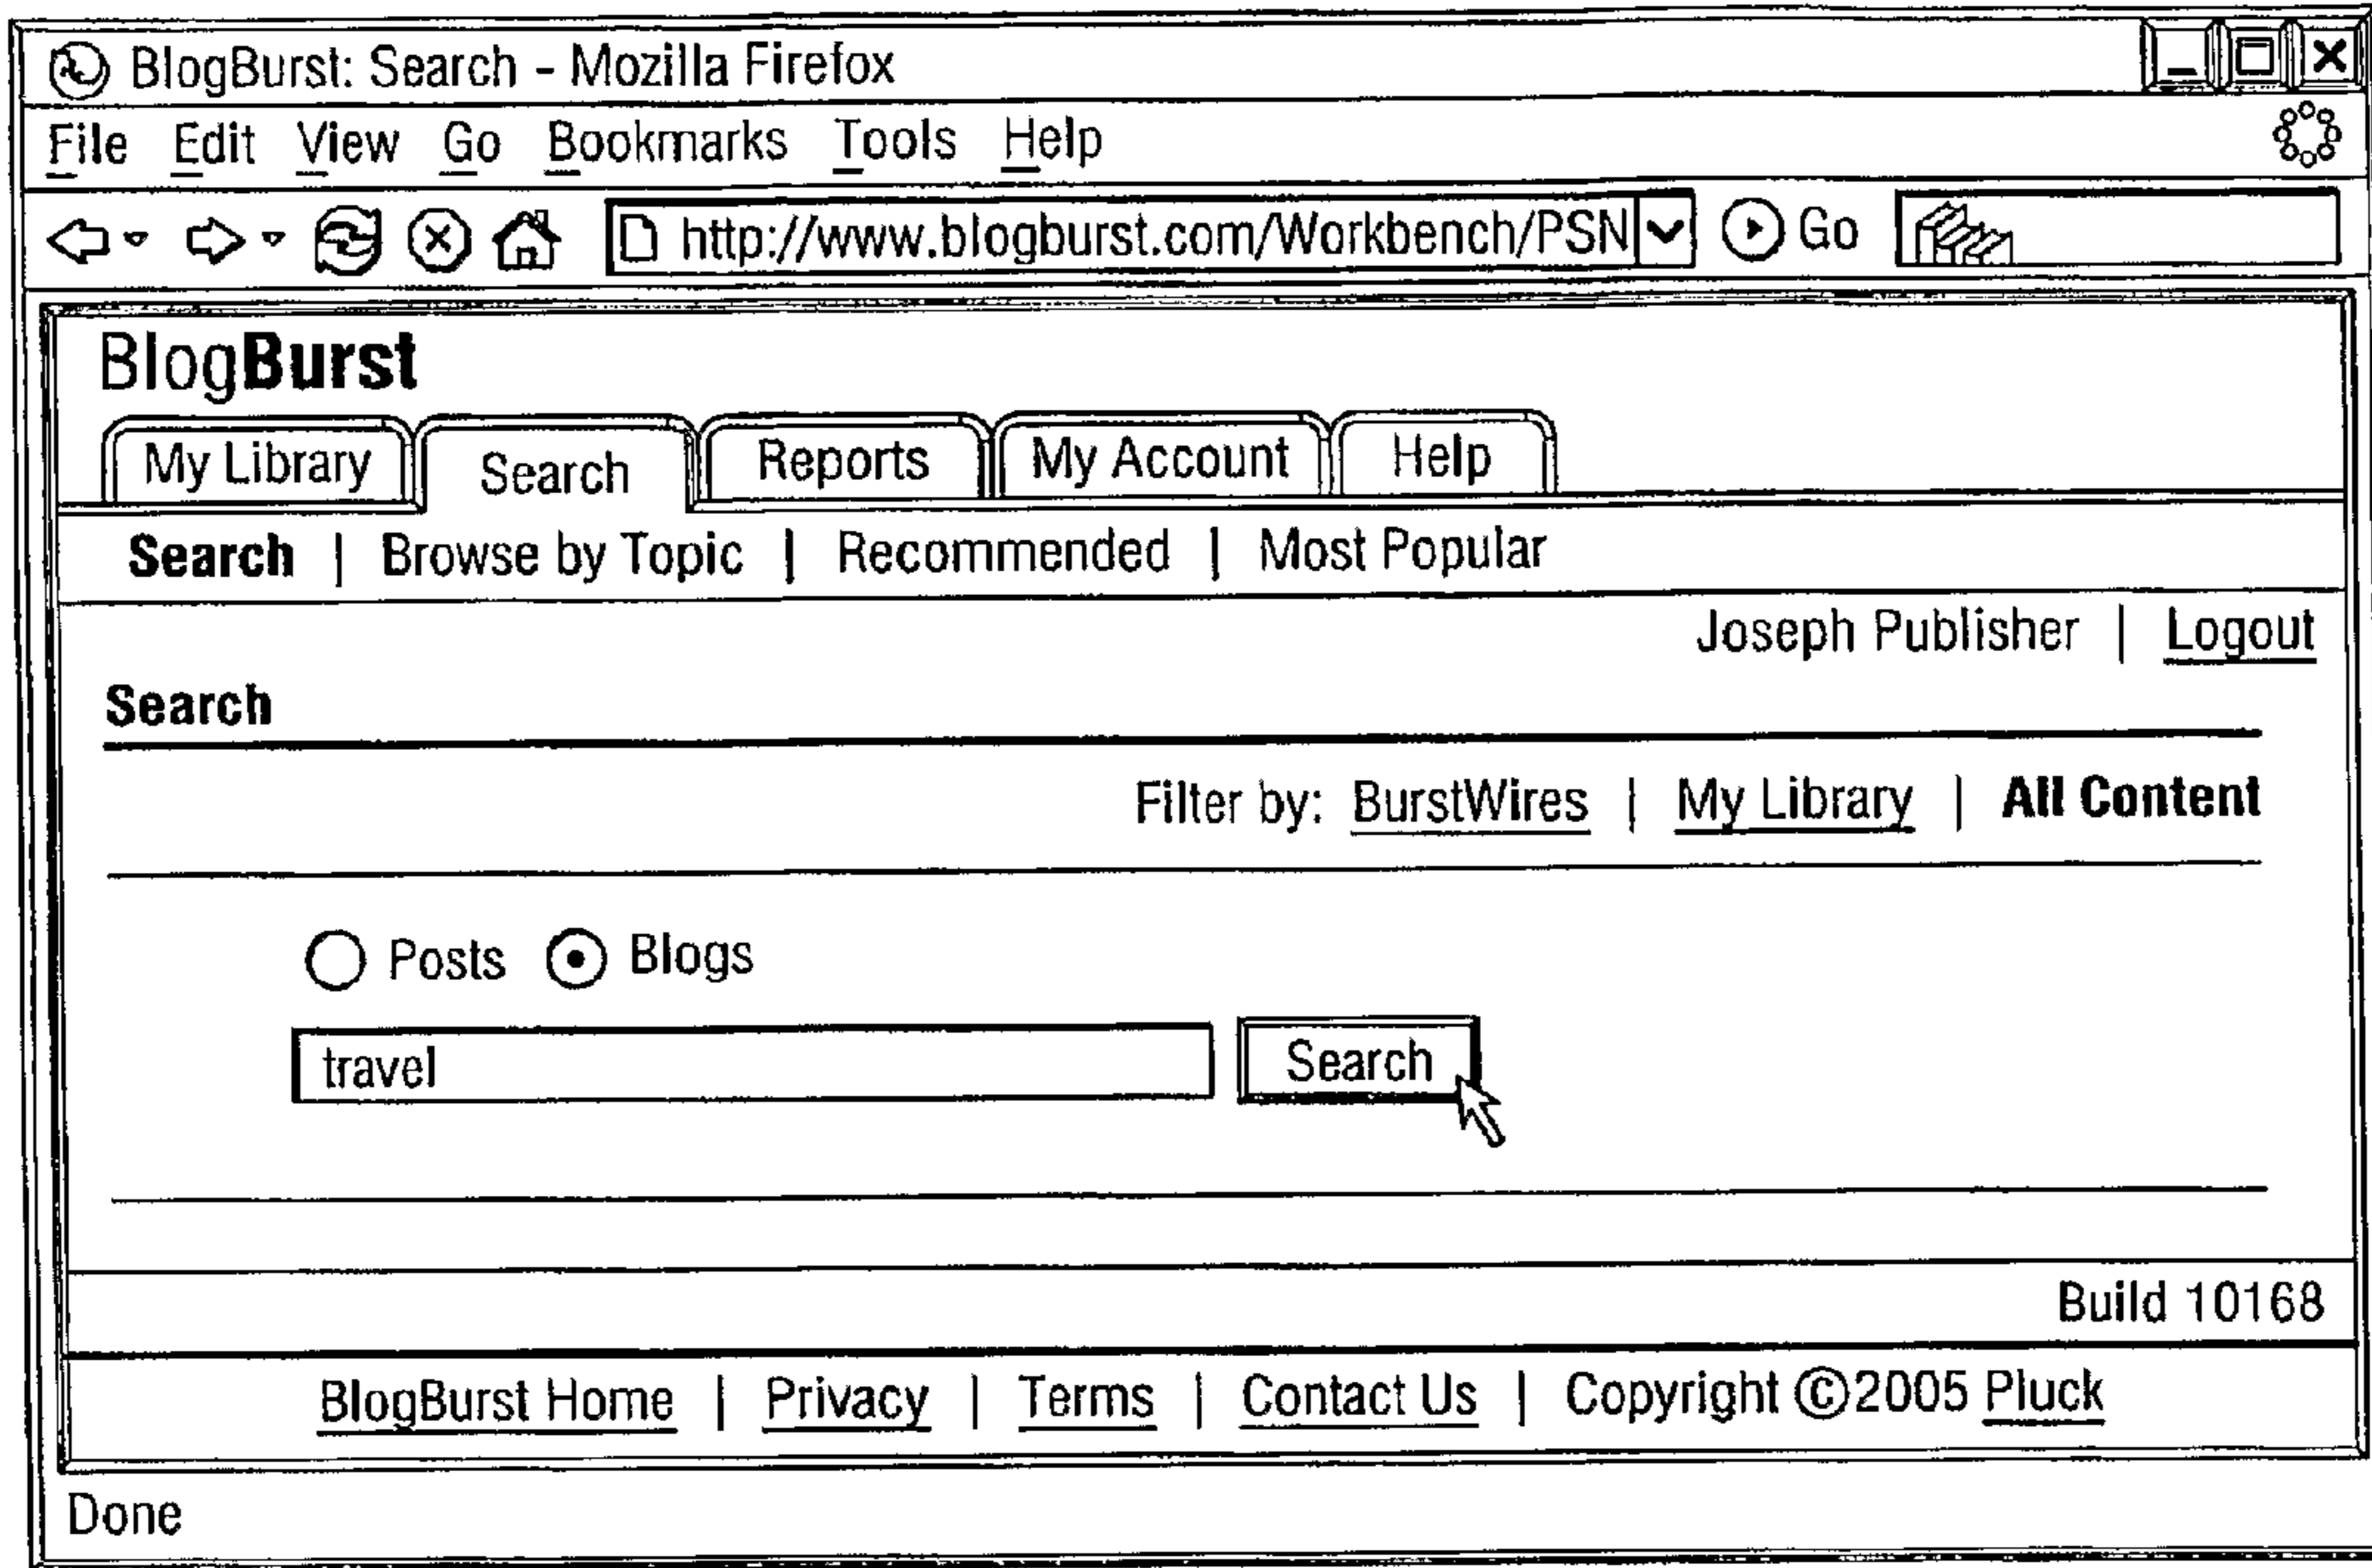 BlogBurst: Search - Mozilla Firefox
File Edit View Go Bookmarks Tools Help
http://www.blogburst.com/Workbench/PSN Go
BlogBurst
My Library Search Reports My Account Help
Search | Browse by Topic | Recommended | Most Popular
Joseph Publisher | Logout
Search
Filter by: BurstWires | My Library | All Content
Posts Blogs
travel Search
Build 10168
BlogBurst Home | Privacy | Terms | Contact Us | Copyright ©2005 Pluck
Done